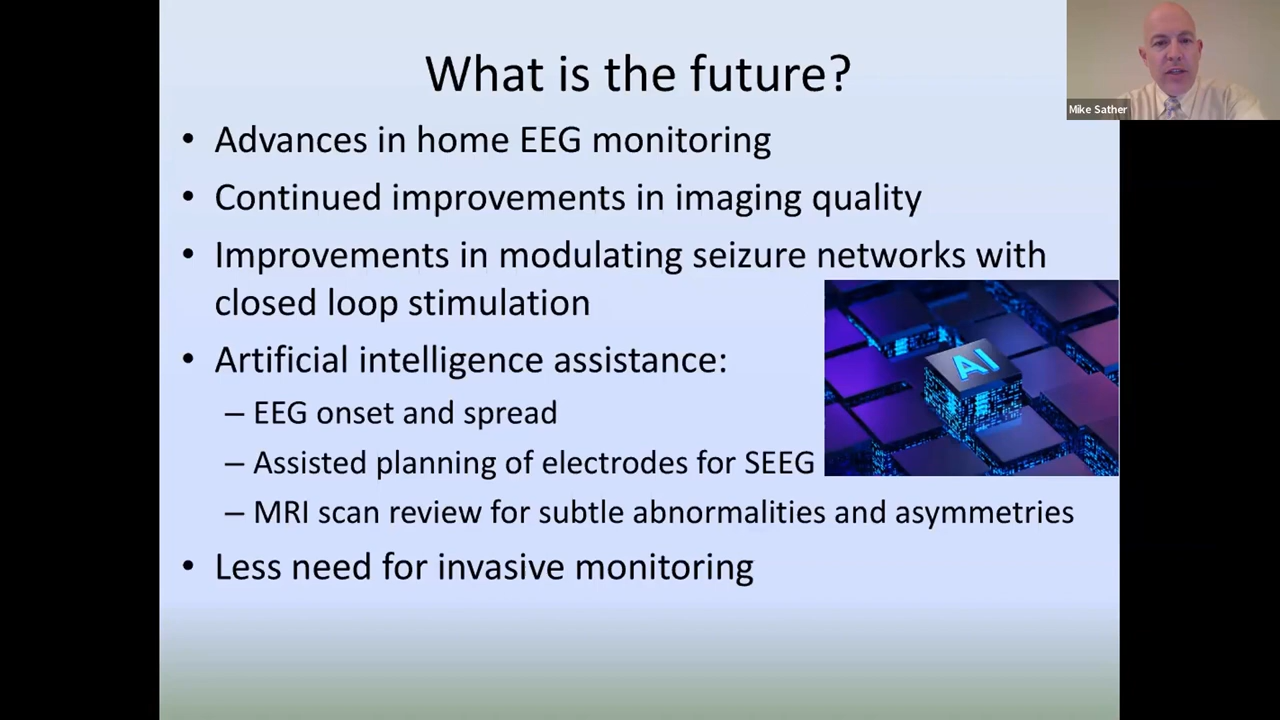 What is the future?
Mike Sather
• Advances in home EEG monitoring
• Continued improvements in imaging quality
• Improvements in modulating seizure networks with
closed loop stimulation
• Artificial intelligence assistance:
– EEG onset and spread
– Assisted planning of electrodes for SEEG
– MRI scan review for subtle abnormalities and asymmetries
• Less need for invasive monitoring
AI